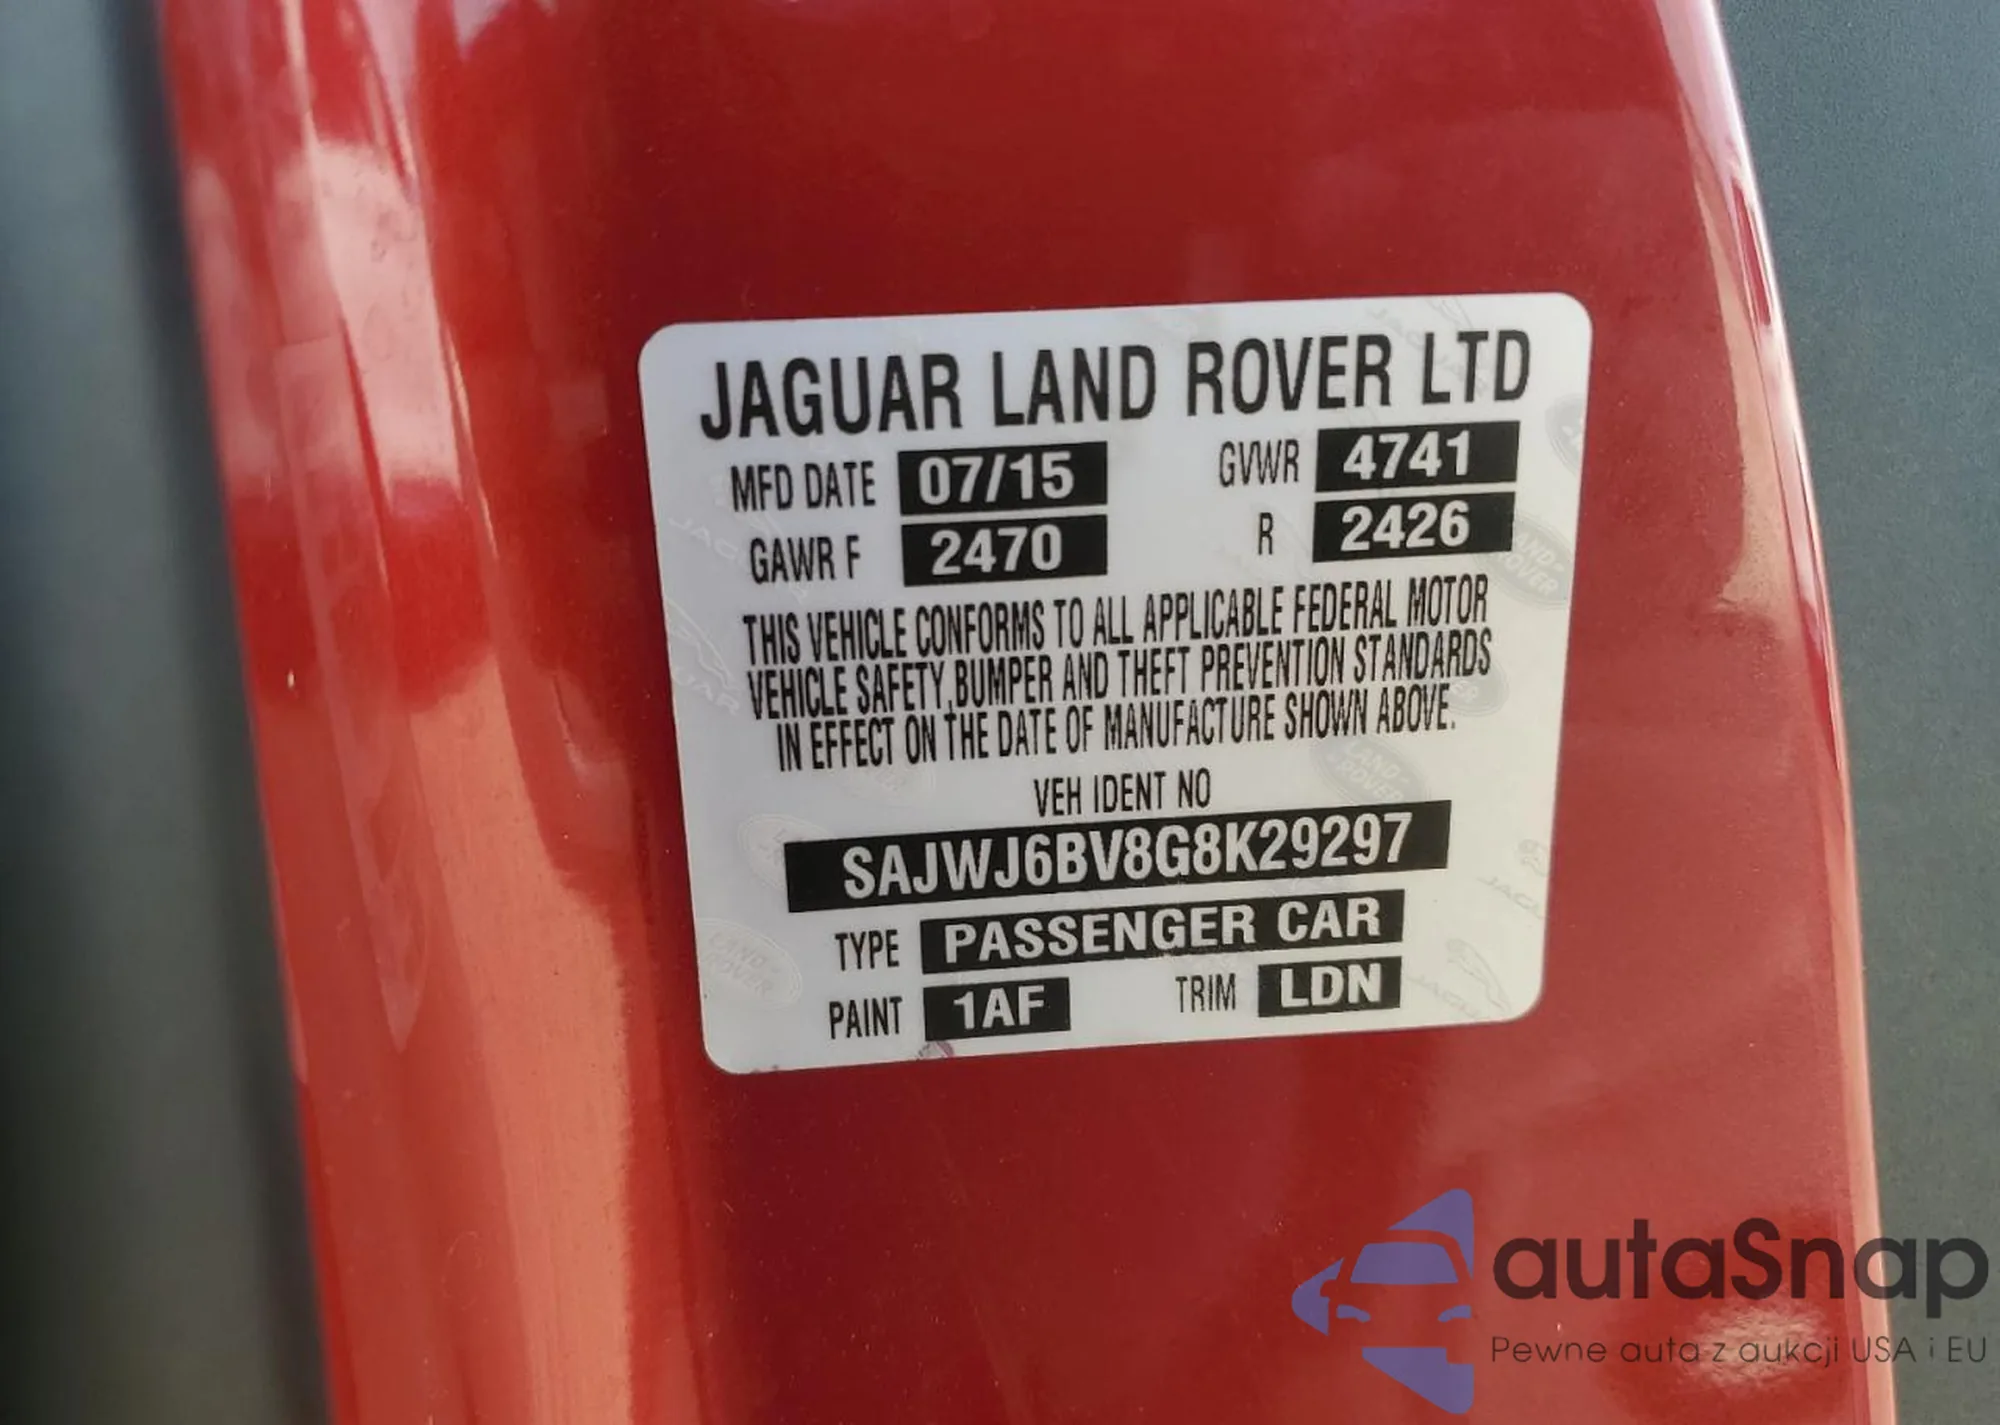 JAGUAR LAND ROVER LTD
MFD DATE 07/15 GVWR 4741
GAWR F 2470 R 2426
THIS VEHICLE CONFORMS TO ALL APPLICABLE FEDERAL MOTOR
VEHICLE SAFETY,BUMPER AND THEFT PREVENTION STANDARDS
IN EFFECT ON THE DATE OF MANUFACTURE SHOWN ABOVE.
VEH IDENT NO
SAJWJ6BV8G8K29297
TYPE PASSENGER CAR
PAINT 1AF TRIM LDN
autaSnap
Pewne auta z aukcji USA i EU